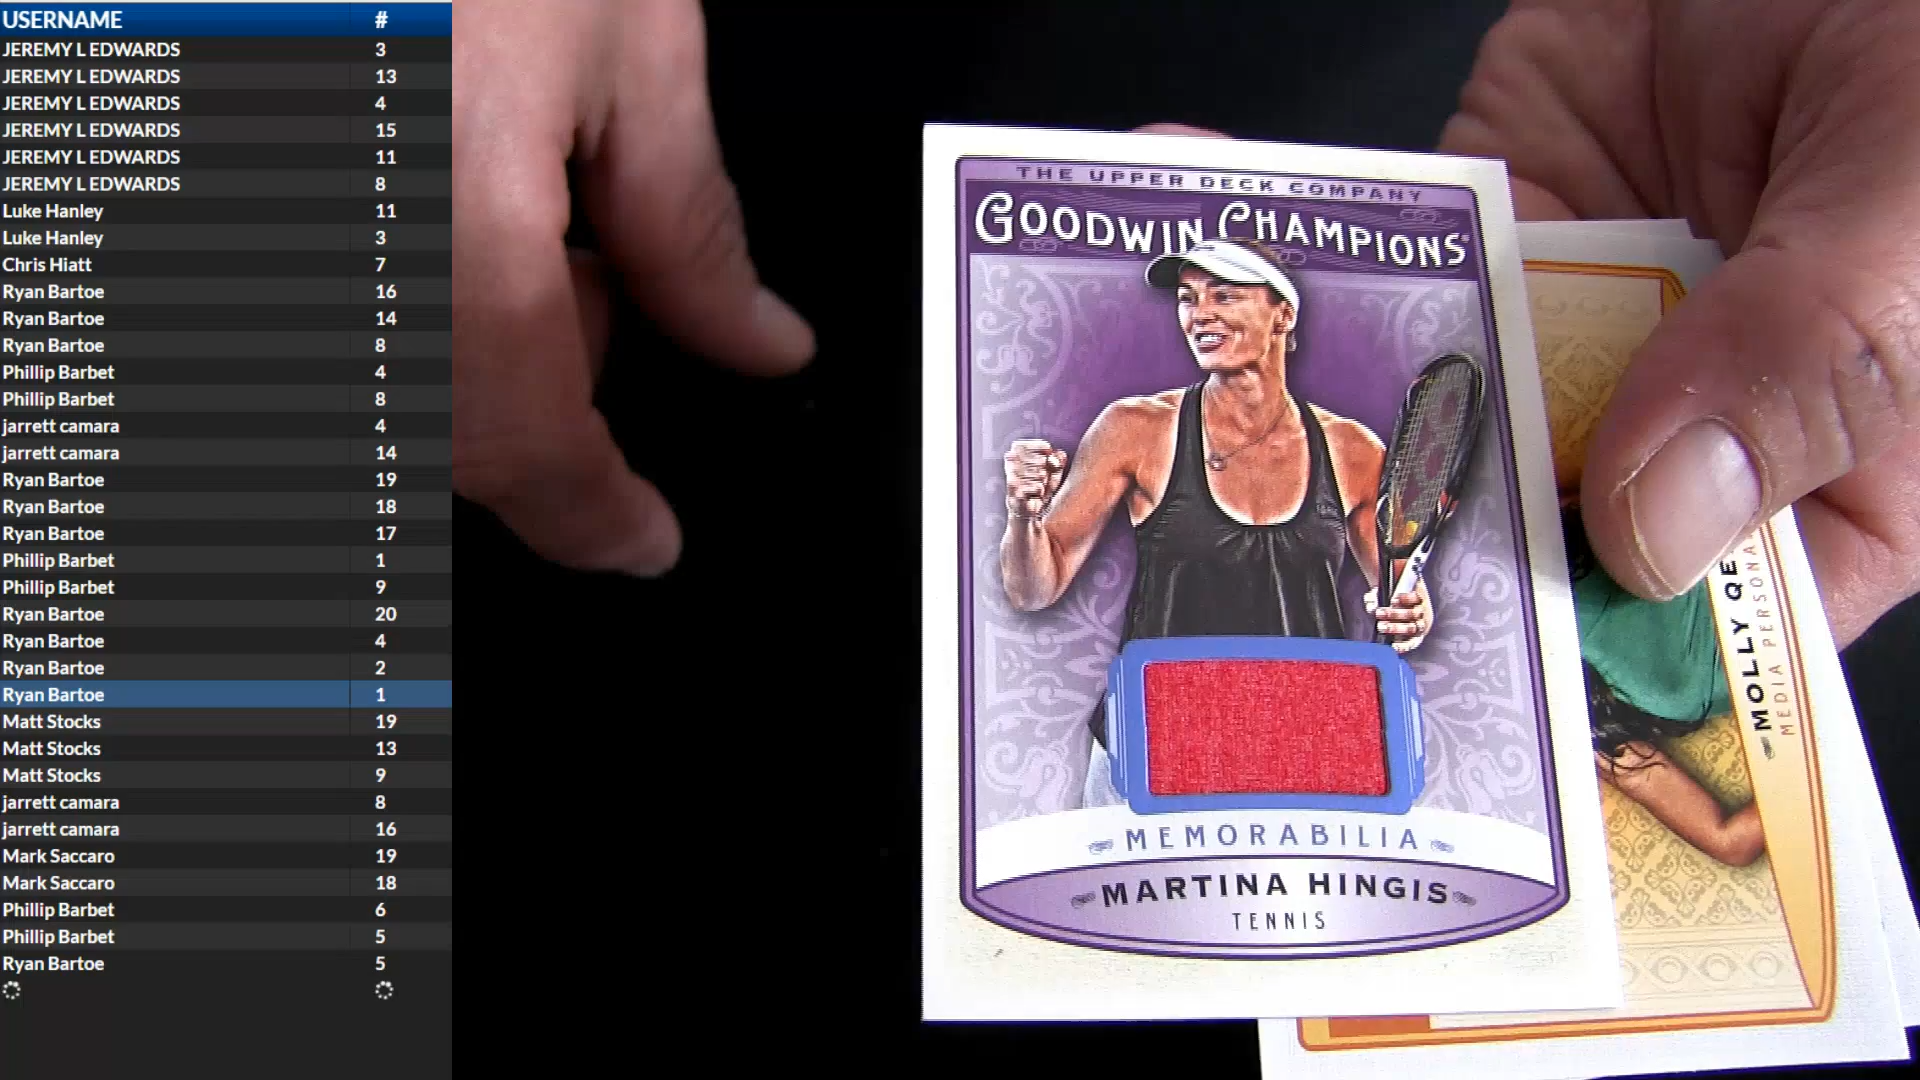 USERNAME #
JEREMY L EDWARDS 3
JEREMY L EDWARDS 13
JEREMY L EDWARDS 4
JEREMY L EDWARDS 15
JEREMY L EDWARDS 11
JEREMY L EDWARDS 8
Luke Hanley 11
Luke Hanley 3
Chris Hiatt 7
Ryan Bartoe 16
Ryan Bartoe 14
Ryan Bartoe 8
Phillip Barbet 4
Phillip Barbet 8
jarrett camara 4
jarrett camara 14
Ryan Bartoe 19
Ryan Bartoe 18
Ryan Bartoe 17
Phillip Barbet 1
Phillip Barbet 9
Ryan Bartoe 20
Ryan Bartoe 4
Ryan Bartoe 2
Ryan Bartoe 1
Matt Stocks 19
Matt Stocks 13
Matt Stocks 9
jarrett camara 8
jarrett camara 16
Mark Saccaro 19
Mark Saccaro 18
Phillip Barbet 6
Phillip Barbet 5
Ryan Bartoe 5
THE UPPER DECK COMPANY
GOODWIN CHAMPIONS
MEMORABILIA
MARTINA HINGIS
TENNIS
MOLLY
MEDIA